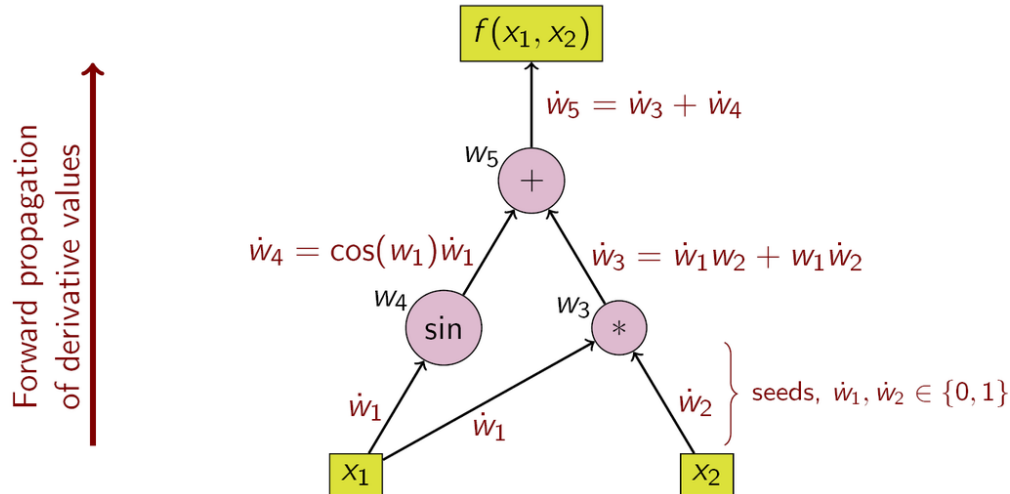 f(x₁, x₂)
ẇ₅ = ẇ₃ + ẇ₄
w₅
+
Forward propagation
of derivative values
ẇ₄ = cos(w₁)ẇ₁
ẇ₃ = ẇ₁w₂ + w₁ẇ₂
w₄
sin
w₃
*
ẇ₁
ẇ₁
ẇ₂
seeds, ẇ₁, ẇ₂ ∈ {0, 1}
x₁
x₂